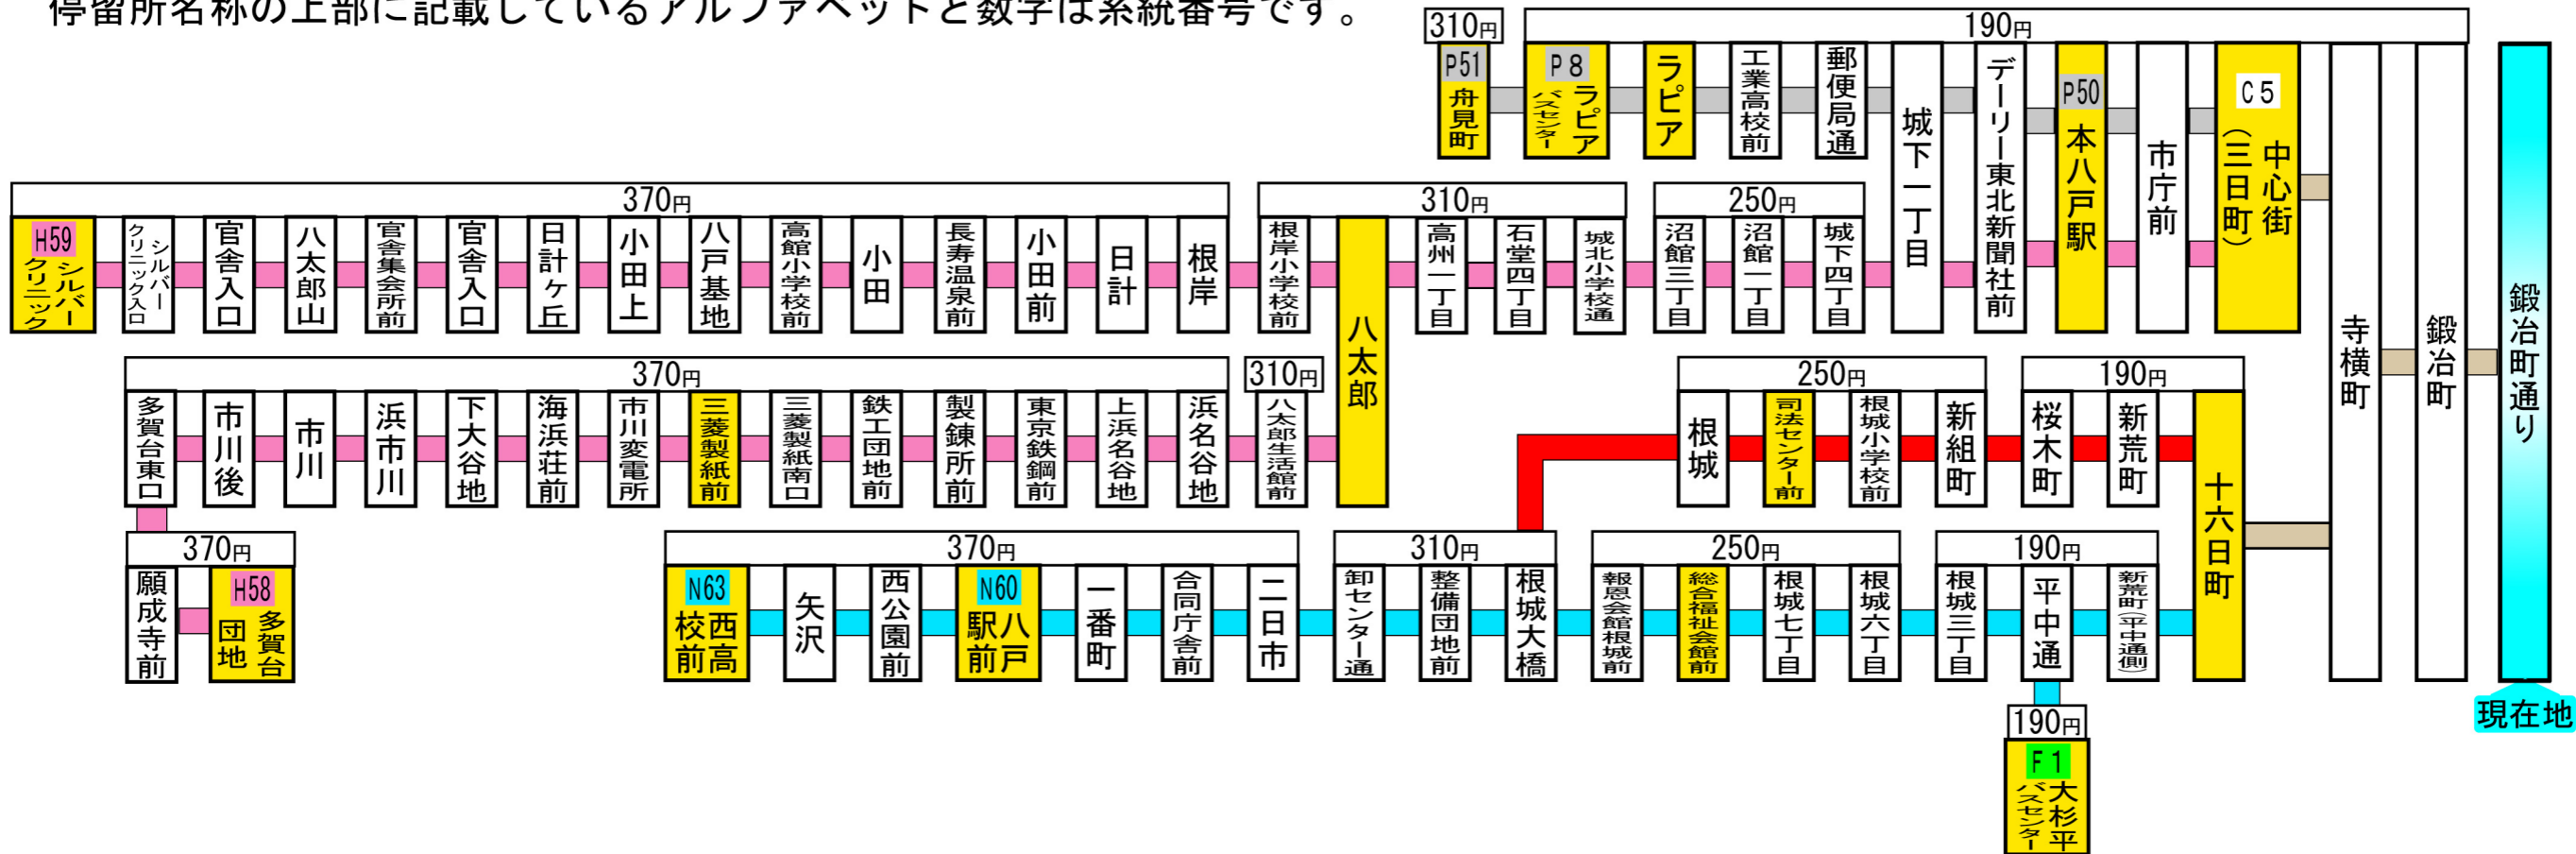 停留所名称の上部に記載しているアルファベットと数字は系統番号です。
310円
190円
P51
舟見町
P8
ラピア
バスセンター
ラピア
工業高校前
郵便局通
城下一丁目
デーリー東北新聞社前
P50
本八戸駅
市庁前
C5
中心街
(三日町)
寺横町
鍛冶町
鍛冶町通り
現在地
370円
310円
250円
H59
シルバー
クリニック
シルバー
クリニック入口
官舎入口
八太郎山
官舎集会所前
官舎入口
日計ヶ丘
小田上
八戸基地
高館小学校前
小田
長寿温泉前
小田前
日計
根岸
根岸小学校前
八太郎
高州一丁目
石堂四丁目
城北小学校通
沼館三丁目
沼館一丁目
城下四丁目
370円
310円
250円
190円
多賀台東口
市川後
市川
浜市川
下大谷地
海浜荘前
市川変電所
三菱製紙前
三菱製紙南口
鉄工団地前
製錬所前
東京鉄鋼前
上浜名谷地
浜名谷地
八太郎生活館前
根城
司法センター前
根城小学校前
新組町
桜木町
新荒町
十六日町
370円
370円
310円
250円
190円
願成寺前
H58
多賀台
団地
N63
西高
校前
矢沢
西公園前
N60
八戸
駅前
一番町
合同庁舎前
二日市
卸センター通
整備団地前
根城大橋
報恩会館根城前
総合福祉会館前
根城七丁目
根城六丁目
根城三丁目
平中通
新荒町(平中通側)
190円
F1
大杉平
バスセンター